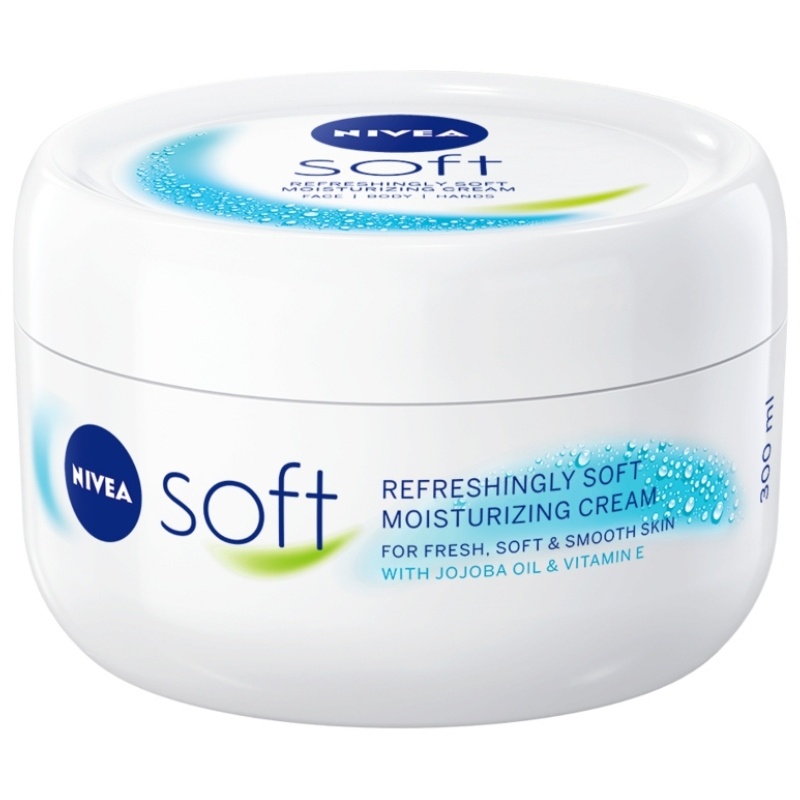 NIVEA
soft
REFRESHINGLY SOFT
MOISTURIZING CREAM
FACE | BODY | HANDS
NIVEA
soft
REFRESHINGLY SOFT
MOISTURIZING CREAM
FOR FRESH, SOFT & SMOOTH SKIN
WITH JOJOBA OIL & VITAMIN E
300 ml